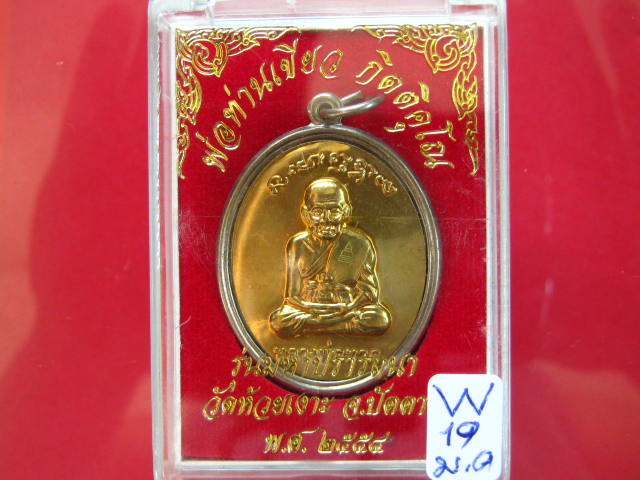 พ่อท่านเขียว กิตติคุโณ
รุ่นมหาปรารถนา
วัดห้วยเงาะ จ.ปัตตา
พ.ศ. ๒๕๕๔
W
19
ม.ค